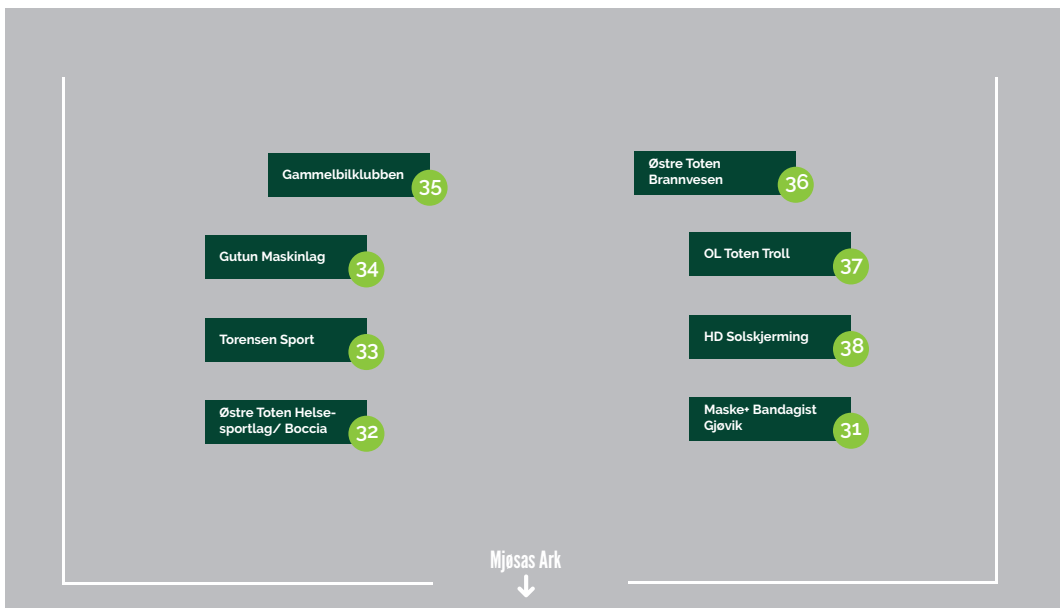 Gammelbilklubben
35
Østre Toten
Brannvesen
36
Gutun Maskinlag
34
OL Toten Troll
37
Torensen Sport
33
HD Solskjerming
38
Østre Toten Helse-
sportlag/ Boccia
32
Maske+ Bandagist
Gjøvik
31
Mjøsas Ark